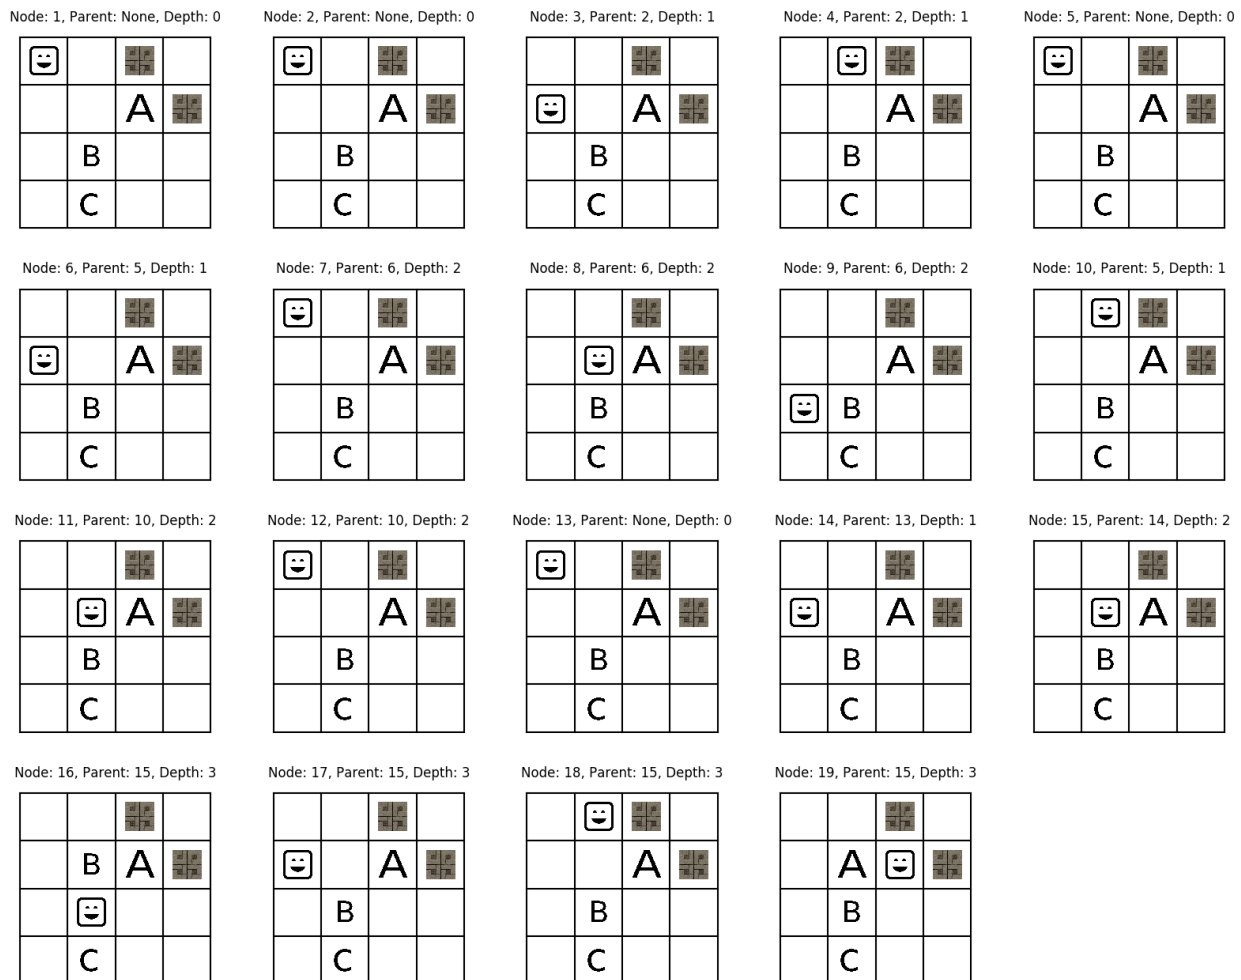 Node: 1, Parent: None, Depth: 0
Node: 2, Parent: None, Depth: 0
Node: 3, Parent: 2, Depth: 1
Node: 4, Parent: 2, Depth: 1
Node: 5, Parent: None, Depth: 0
A
A
A
A
A
B
B
B
B
B
C
C
C
C
C
Node: 6, Parent: 5, Depth: 1
Node: 7, Parent: 6, Depth: 2
Node: 8, Parent: 6, Depth: 2
Node: 9, Parent: 6, Depth: 2
Node: 10, Parent: 5, Depth: 1
A
A
A
A
A
B
B
B
B
B
C
C
C
C
C
Node: 11, Parent: 10, Depth: 2
Node: 12, Parent: 10, Depth: 2
Node: 13, Parent: None, Depth: 0
Node: 14, Parent: 13, Depth: 1
Node: 15, Parent: 14, Depth: 2
A
A
A
A
A
B
B
B
B
B
C
C
C
C
C
Node: 16, Parent: 15, Depth: 3
Node: 17, Parent: 15, Depth: 3
Node: 18, Parent: 15, Depth: 3
Node: 19, Parent: 15, Depth: 3
B A
A
A
A
B
B
B
C
C
C
C